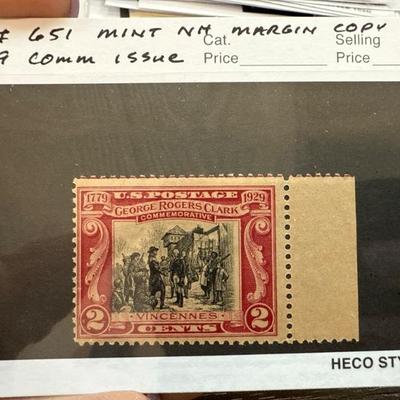 # 651 MINT NH MARGIN COPY
9 COMM ISSUE
Cat. Price
Selling Price
1779 U.S. POSTAGE 1929
GEORGE ROGERS CLARK
COMMEMORATIVE
VINCENNES
2 CENTS 2
HECO STY